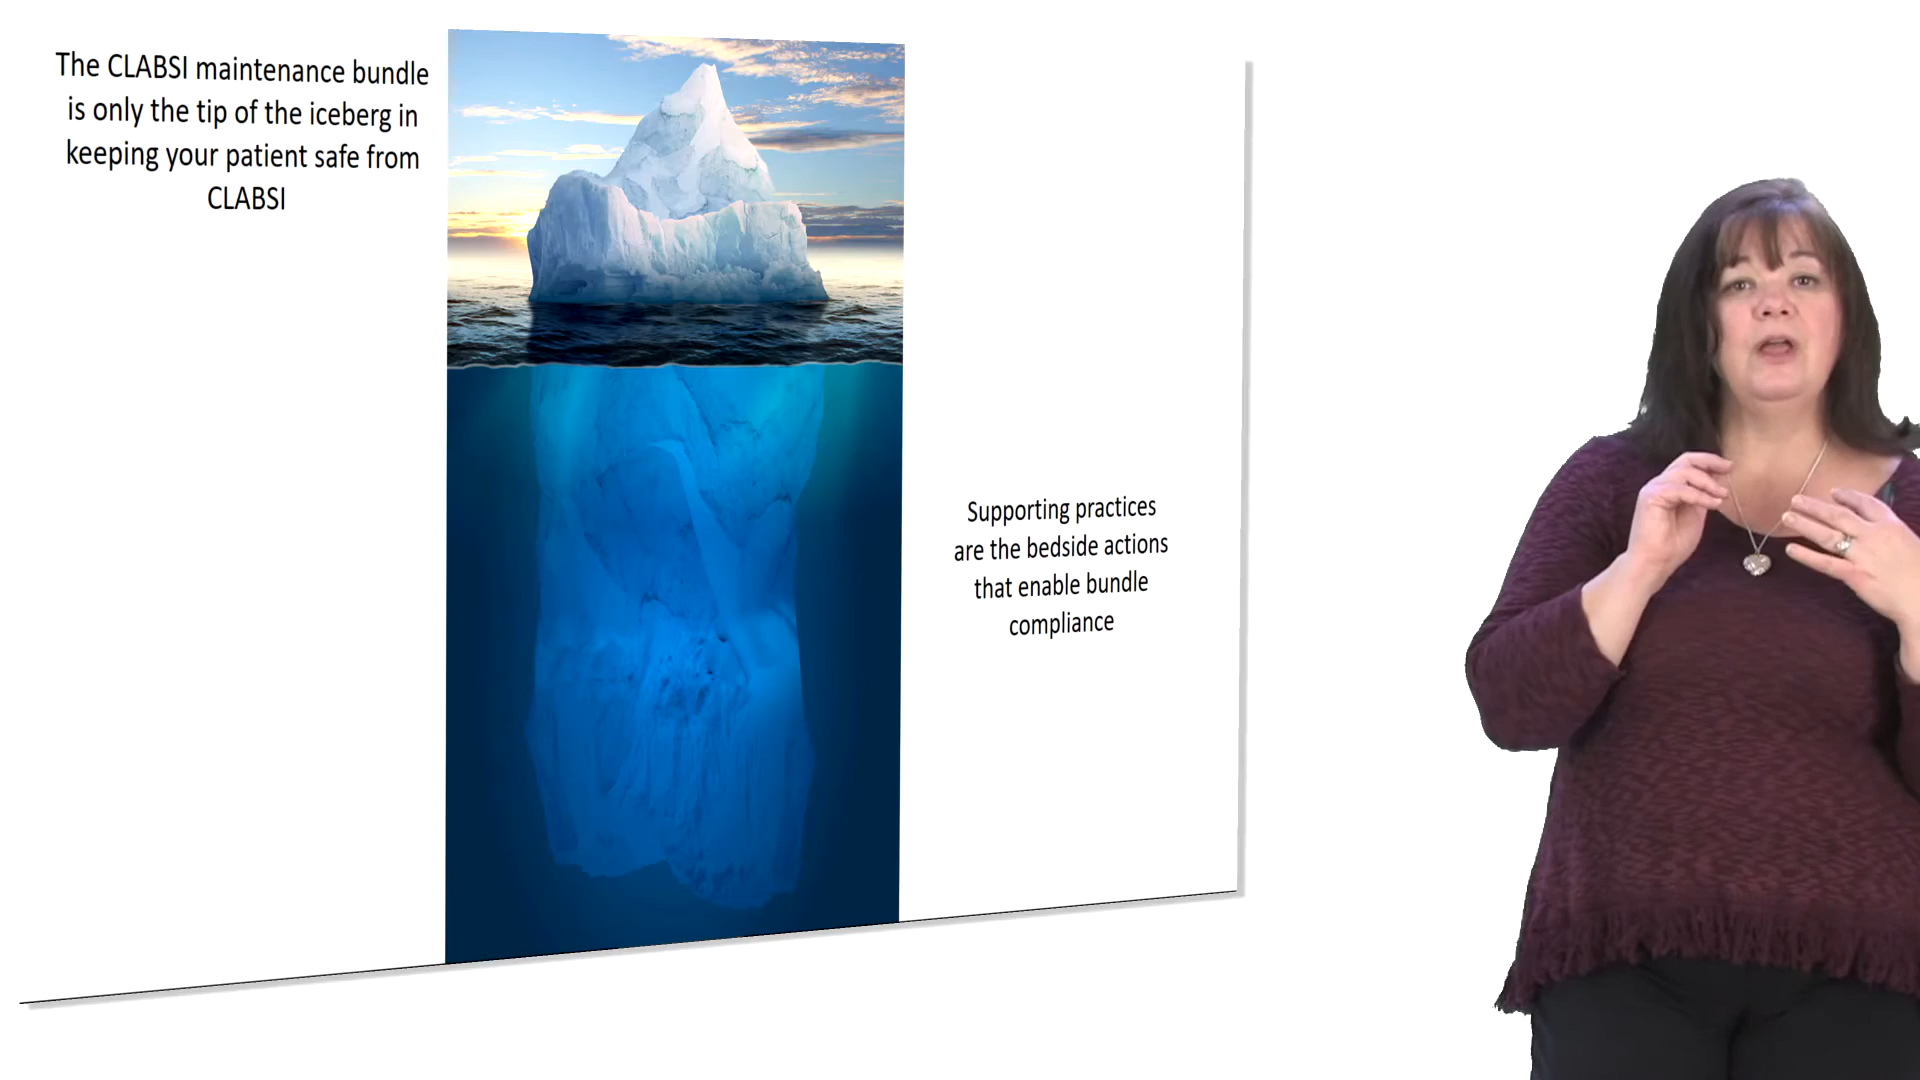 The CLABSI maintenance bundle
is only the tip of the iceberg in
keeping your patient safe from
CLABSI
Supporting practices
are the bedside actions
that enable bundle
compliance